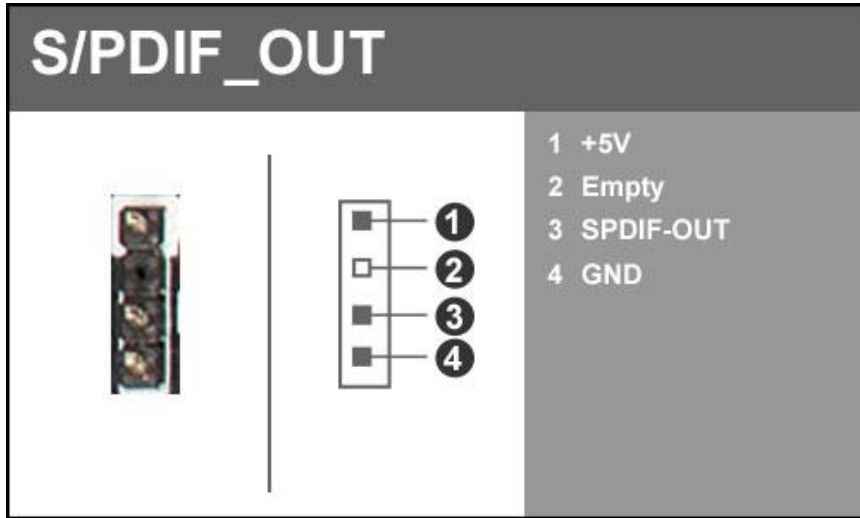 S/PDIF_OUT
1
2
3
4
1 +5V
2 Empty
3 SPDIF-OUT
4 GND